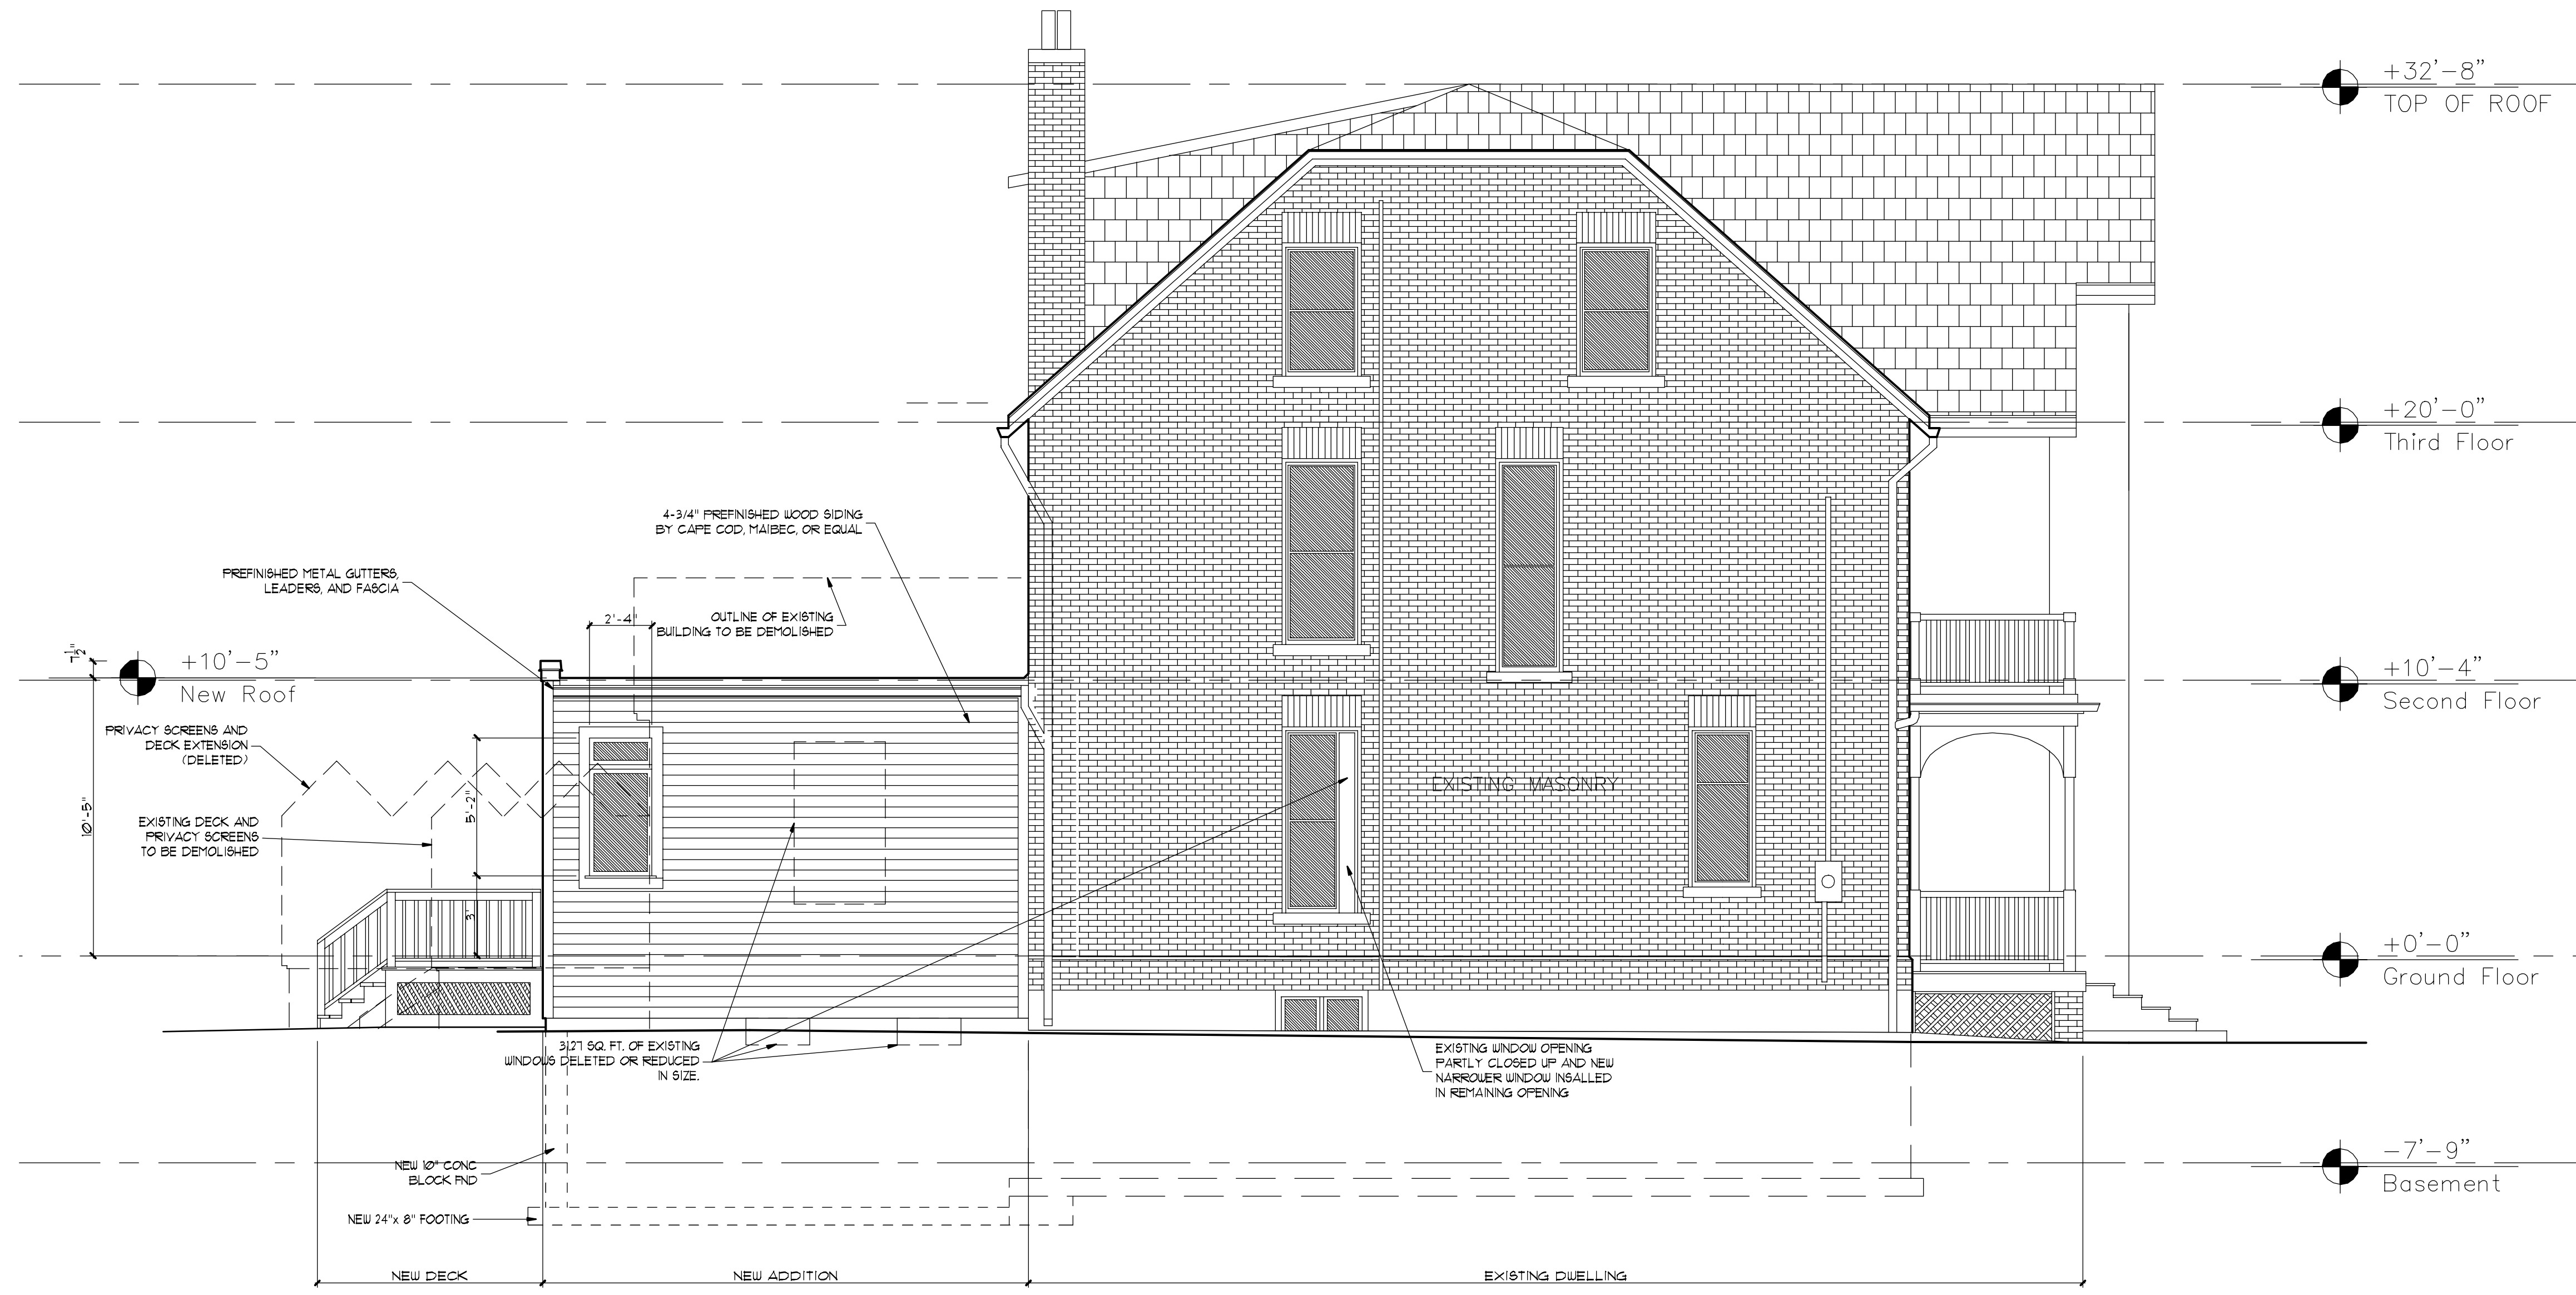 +32'-8"
TOP OF ROOF
+20'-0"
Third Floor
4-3/4" PREFINISHED WOOD SIDING
BY CAPE COD, MAIBEC, OR EQUAL
PREFINISHED METAL GUTTERS,
LEADERS, AND FASCIA
2'-4"
OUTLINE OF EXISTING
BUILDING TO BE DEMOLISHED
7 1/2"
+10'-5"
New Roof
+10'-4"
Second Floor
PRIVACY SCREENS AND
DECK EXTENSION
(DELETED)
10'-5"
5'-2"
EXISTING MASONRY
EXISTING DECK AND
PRIVACY SCREENS
TO BE DEMOLISHED
3'
+0'-0"
Ground Floor
SQ. FT. OF EXISTING
WINDOWS DELETED OR REDUCED
IN SIZE.
EXISTING WINDOW OPENING
PARTLY CLOSED UP AND NEW
NARROWER WINDOW INSALLED
IN REMAINING OPENING
NEW 10" CONC
BLOCK FND
-7'-9"
Basement
NEW 24"x 8" FOOTING
NEW DECK
NEW ADDITION
EXISTING DWELLING